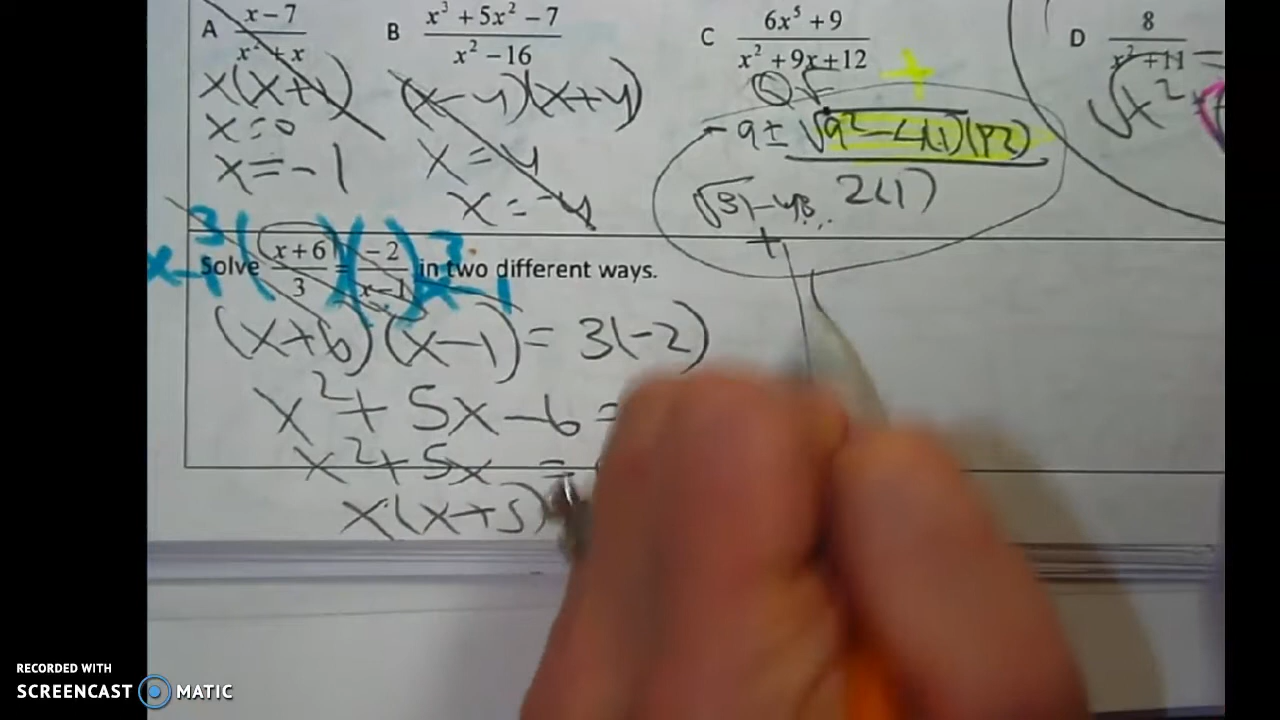 A x-7 / x² + x
B x³ + 5x² - 7 / x² - 16
C 6x⁵ + 9 / x² + 9x + 12
D 8 / x² + 11
x(x+1)
(x-4)(x+4)
Q√
x=0
x=-1
x=4
x=-4
-9 ± √9²-4(1)(12)
2(1)
√81-48
+
√x²
Solve x+6 / 3 = -2 / x-1 in two different ways.
(x+6)(x-1) = 3(-2)
x² + 5x - 6 =
x² + 5x =
x(x+5)
RECORDED WITH
SCREENCAST MATIC